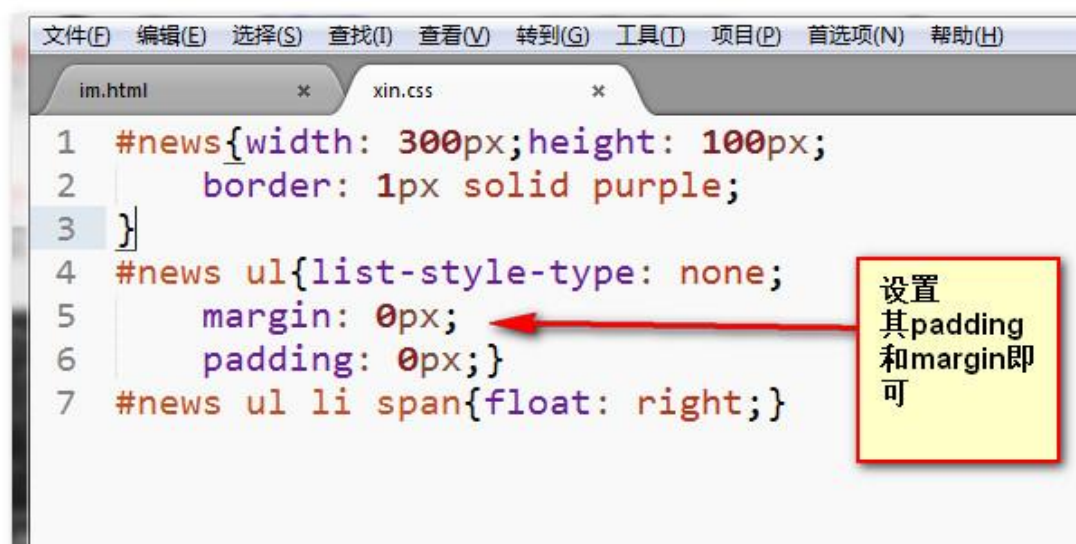 文件(F) 编辑(E) 选择(S) 查找(I) 查看(V) 转到(G) 工具(T) 项目(P) 首选项(N) 帮助(H)
im.html × xin.css ×
1 #news{width: 300px;height: 100px;
2 border: 1px solid purple;
3 }
4 #news ul{list-style-type: none;
5 margin: 0px;
6 padding: 0px;}
7 #news ul li span{float: right;}
设置
其padding
和margin即
可